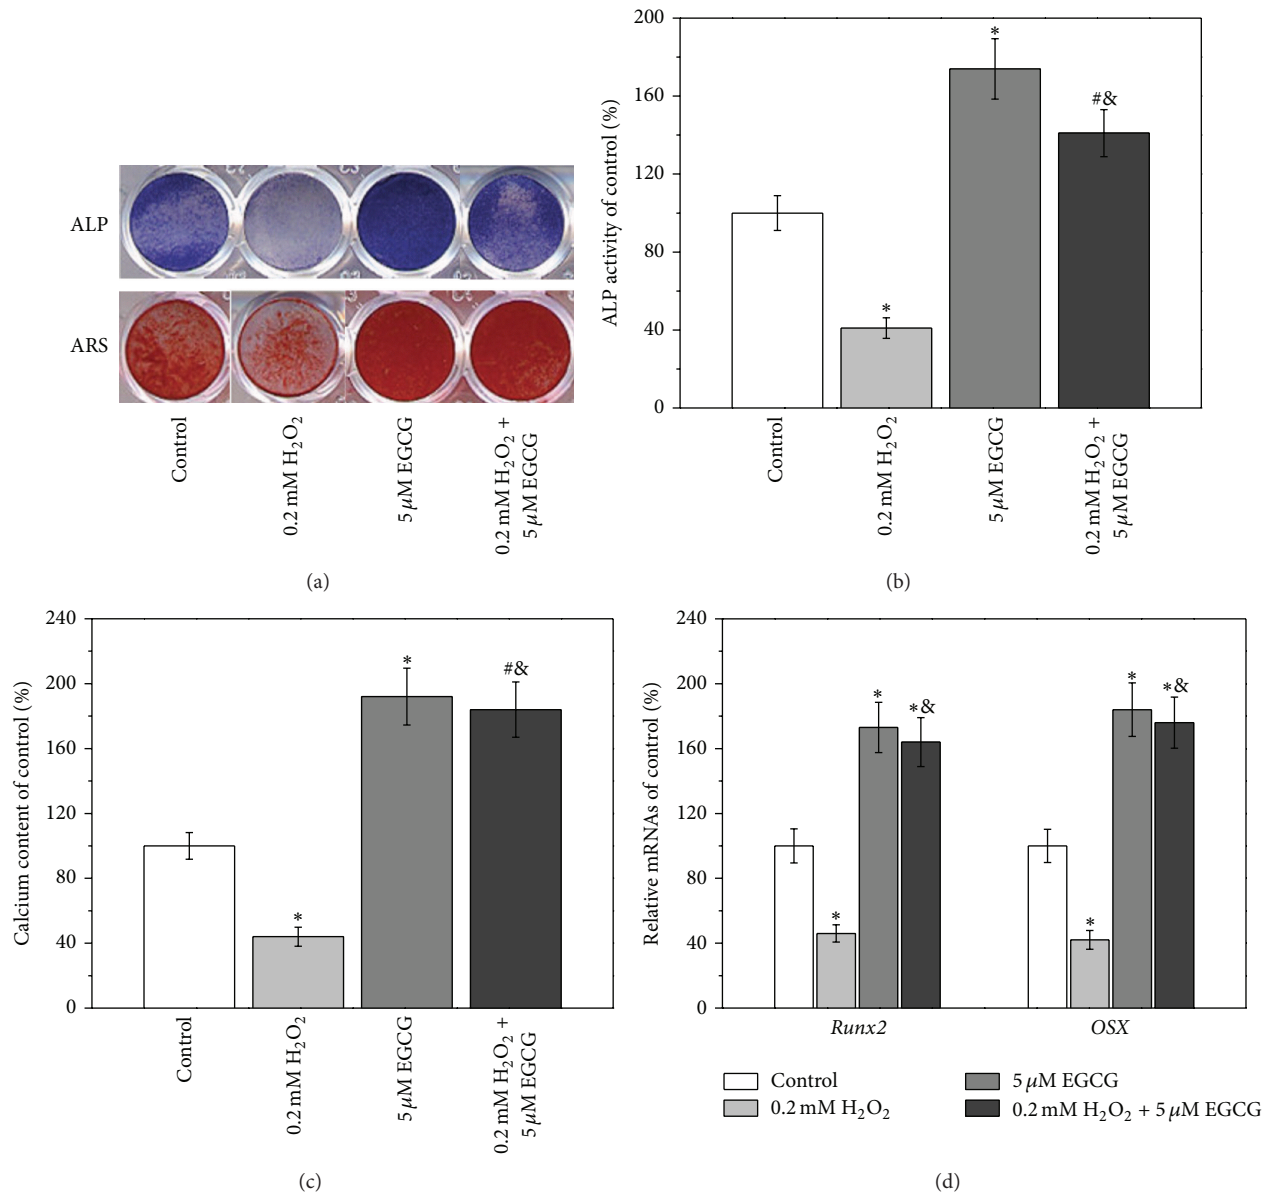 ALP
ARS
Control
0.2 mM H₂O₂
5 μM EGCG
0.2 mM H₂O₂ +
5 μM EGCG
(a)
ALP activity of control (%)
200
160
120
80
40
0
*
*
#&
Control
0.2 mM H₂O₂
5 μM EGCG
0.2 mM H₂O₂ +
5 μM EGCG
(b)
Calcium content of control (%)
240
200
160
120
80
40
0
*
*
#&
Control
0.2 mM H₂O₂
5 μM EGCG
0.2 mM H₂O₂ +
5 μM EGCG
(c)
Relative mRNAs of control (%)
240
200
160
120
80
40
0
*
*
*&
*
*
*&
Runx2
OSX
Control
0.2 mM H₂O₂
5 μM EGCG
0.2 mM H₂O₂ + 5 μM EGCG
(d)